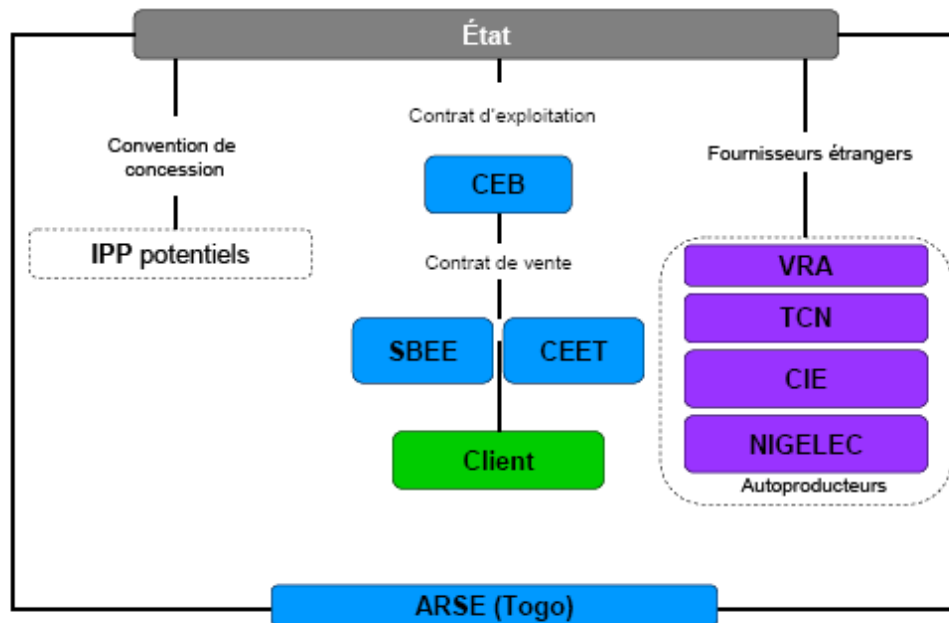 État
Contrat d'exploitation
Convention de
concession
Fournisseurs étrangers
CEB
IPP potentiels
Contrat de vente
VRA
TCN
SBEE
CEET
CIE
Client
NIGELEC
Autoproducteurs
ARSE (Togo)